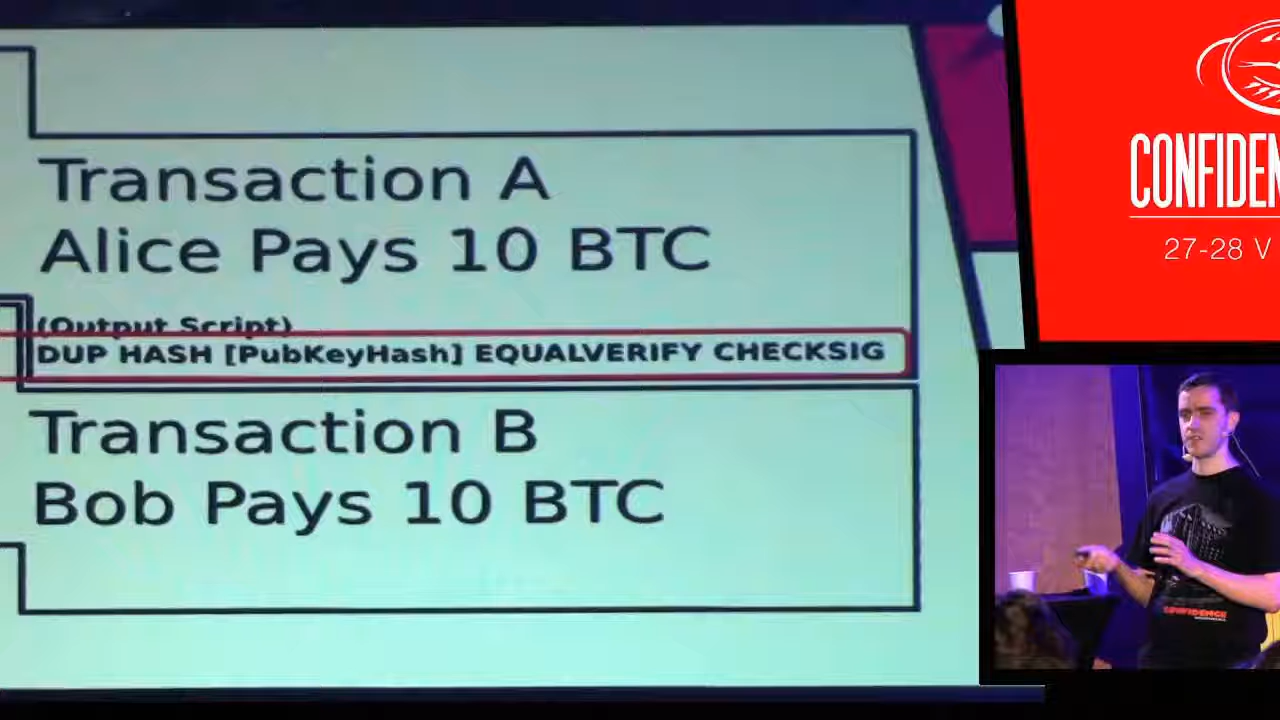 Transaction A
Alice Pays 10 BTC
(Output Script)
DUP HASH [PubKeyHash] EQUALVERIFY CHECKSIG
Transaction B
Bob Pays 10 BTC
CONFIDEN
27-28 V
CONFIDENCE